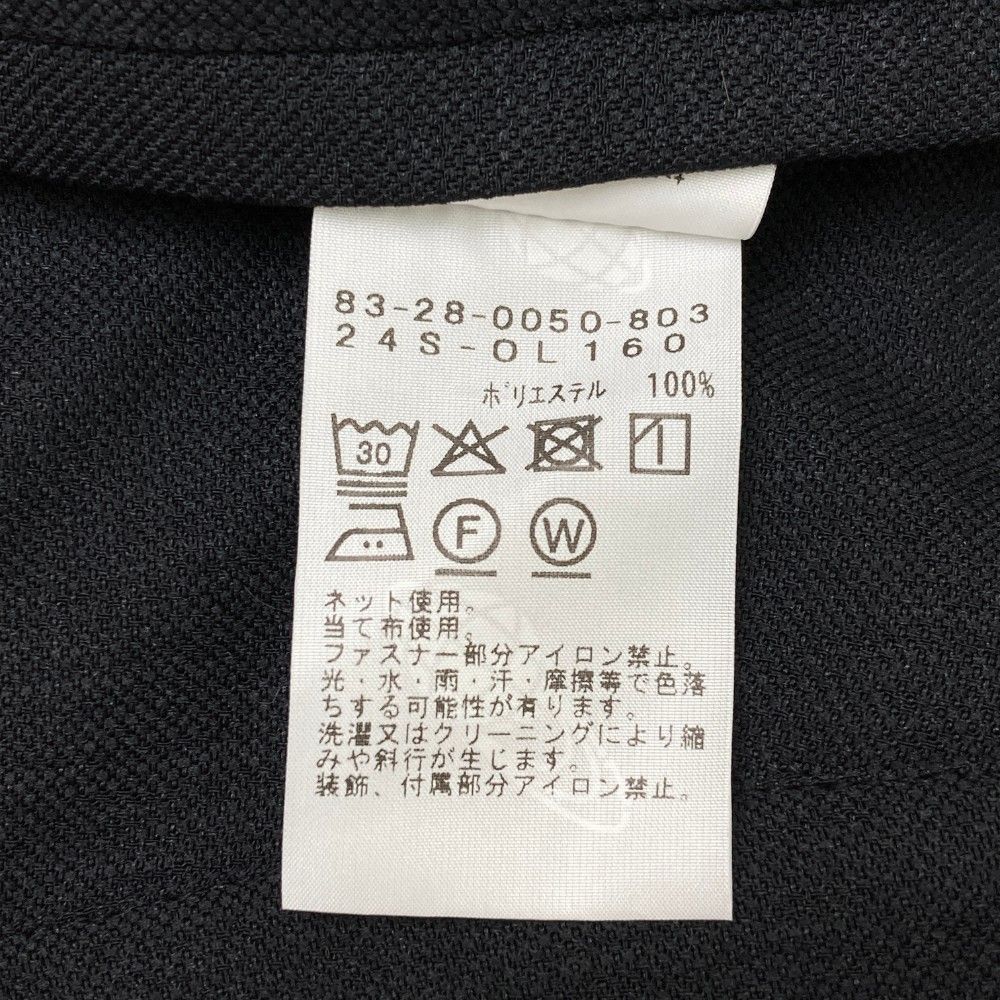 83-28-0050-803
24S-OL160
ポリエステル 100%
30
F W
ネット使用。
当て布使用。
ファスナー部分アイロン禁止。
光・水・雨・汗・摩擦等で色落
ちする可能性が有ります。
洗濯又はクリーニングにより縮
みや斜行が生じます。
装飾、付属部分アイロン禁止。